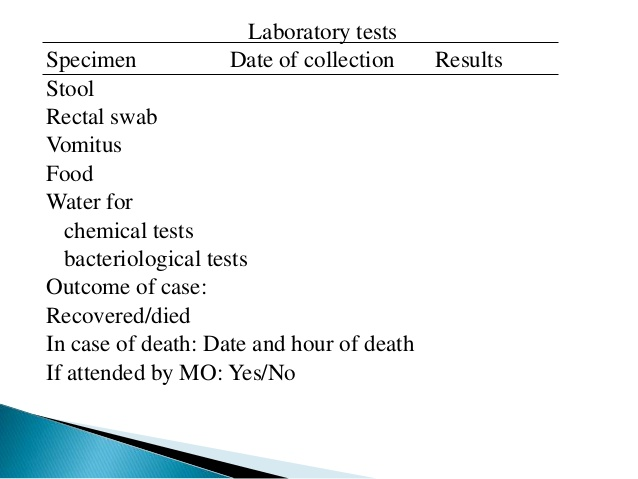 Laboratory tests
Specimen Date of collection Results
Stool
Rectal swab
Vomitus
Food
Water for
chemical tests
bacteriological tests
Outcome of case:
Recovered/died
In case of death: Date and hour of death
If attended by MO: Yes/No